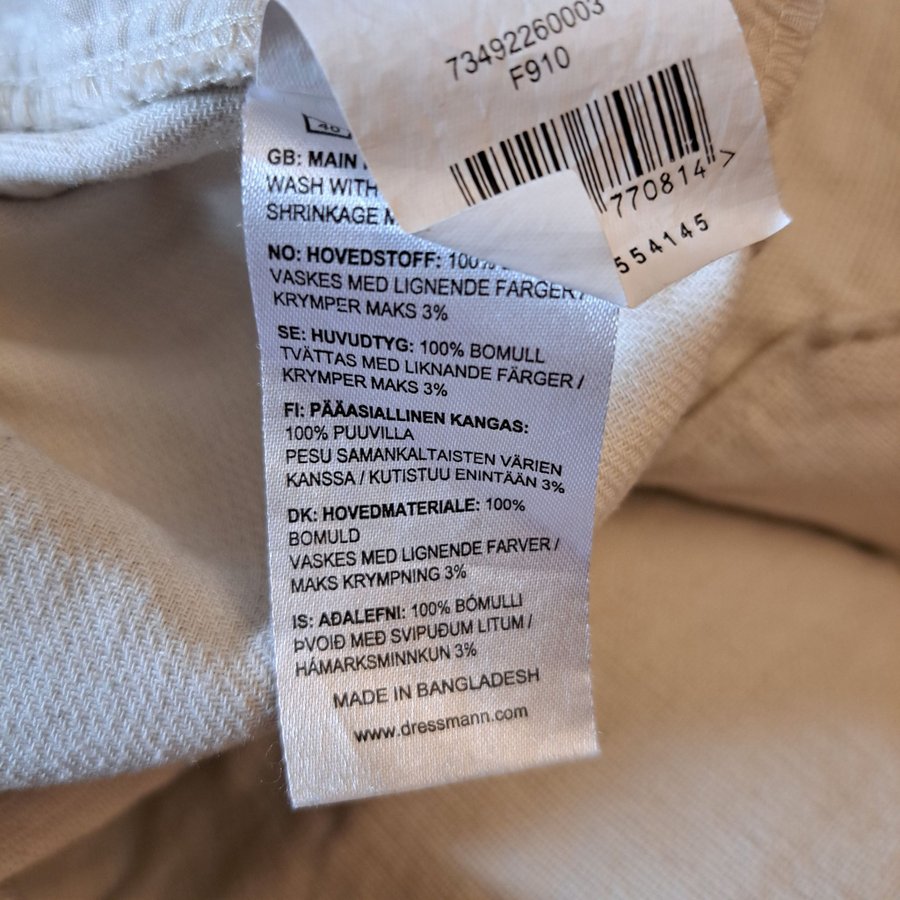 73492260003
F910
770814 >
554145
40
GB: MAIN
WASH WITH
SHRINKAGE
NO: HOVEDSTOFF: 100%
VASKES MED LIGNENDE FARGER /
KRYMPER MAKS 3%
SE: HUVUDTYG: 100% BOMULL
TVÄTTAS MED LIKNANDE FÄRGER /
KRYMPER MAKS 3%
FI: PÄÄASIALLINEN KANGAS:
100% PUUVILLA
PESU SAMANKALTAISTEN VÄRIEN
KANSSA / KUTISTUU ENINTÄÄN 3%
DK: HOVEDMATERIALE: 100%
BOMULD
VASKES MED LIGNENDE FARVER /
MAKS KRYMPNING 3%
IS: AÐALEFNI: 100% BÓMULLI
ÞVOIÐ MEÐ SVIPUÐUM LITUM /
HÁMARKSMINNKUN 3%
MADE IN BANGLADESH
www.dressmann.com